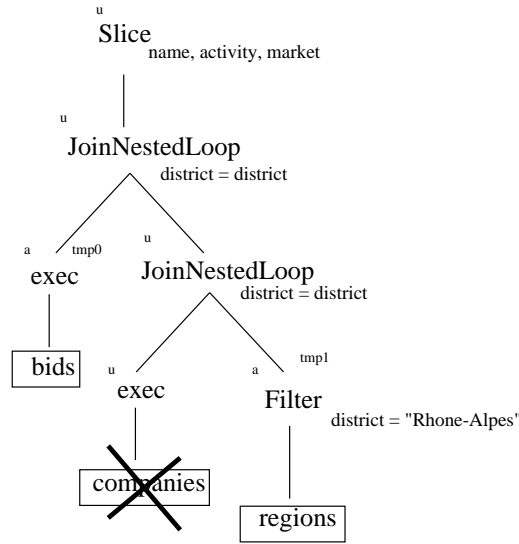 u
Slice
name, activity, market
u
JoinNestedLoop
district = district
a tmp0
exec
u
JoinNestedLoop
district = district
bids
u
exec
a tmp1
Filter
district = "Rhone-Alpes"
companies
regions